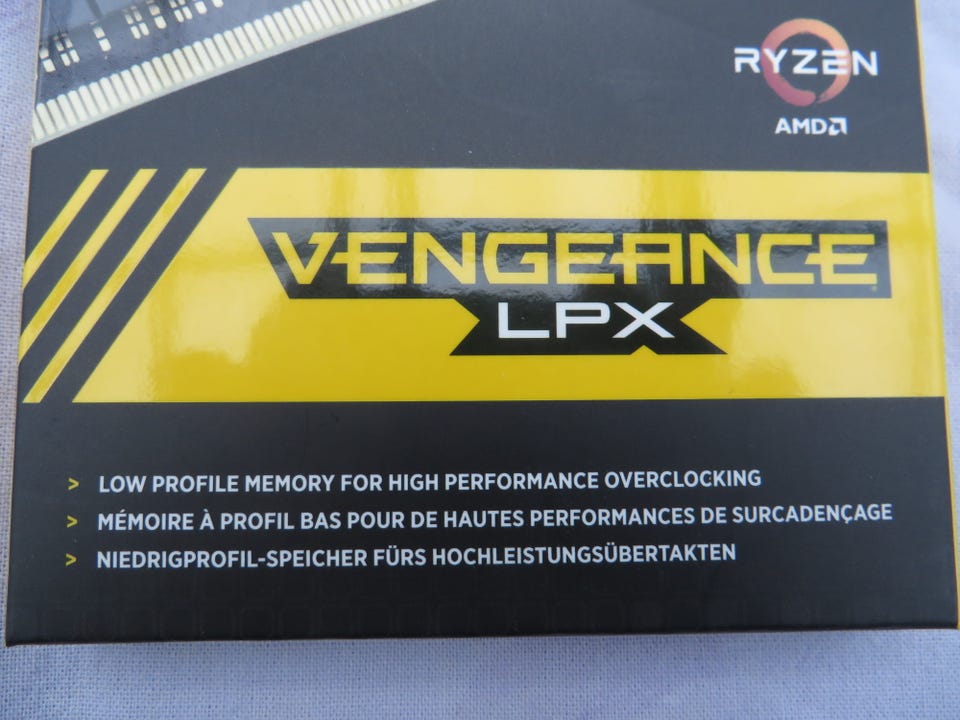 RYZEN
AMD
VENGEANCE
LPX
> LOW PROFILE MEMORY FOR HIGH PERFORMANCE OVERCLOCKING
> MÉMOIRE À PROFIL BAS POUR DE HAUTES PERFORMANCES DE SURCADENÇAGE
> NIEDRIGPROFIL-SPEICHER FÜRS HOCHLEISTUNGSÜBERTAKTEN